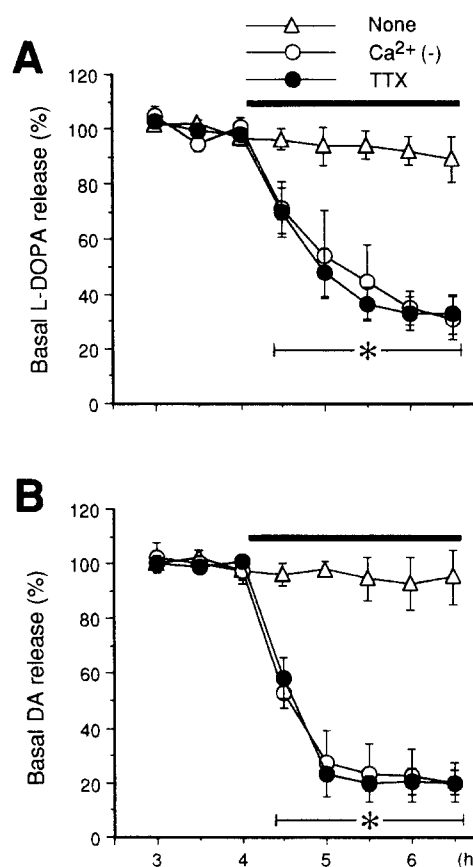 None
Ca²⁺ (-)
TTX
A
Basal L-DOPA release (%)
120
100
80
60
40
20
0
*
B
Basal DA release (%)
120
100
80
60
40
20
0
*
3 4 5 6 (h